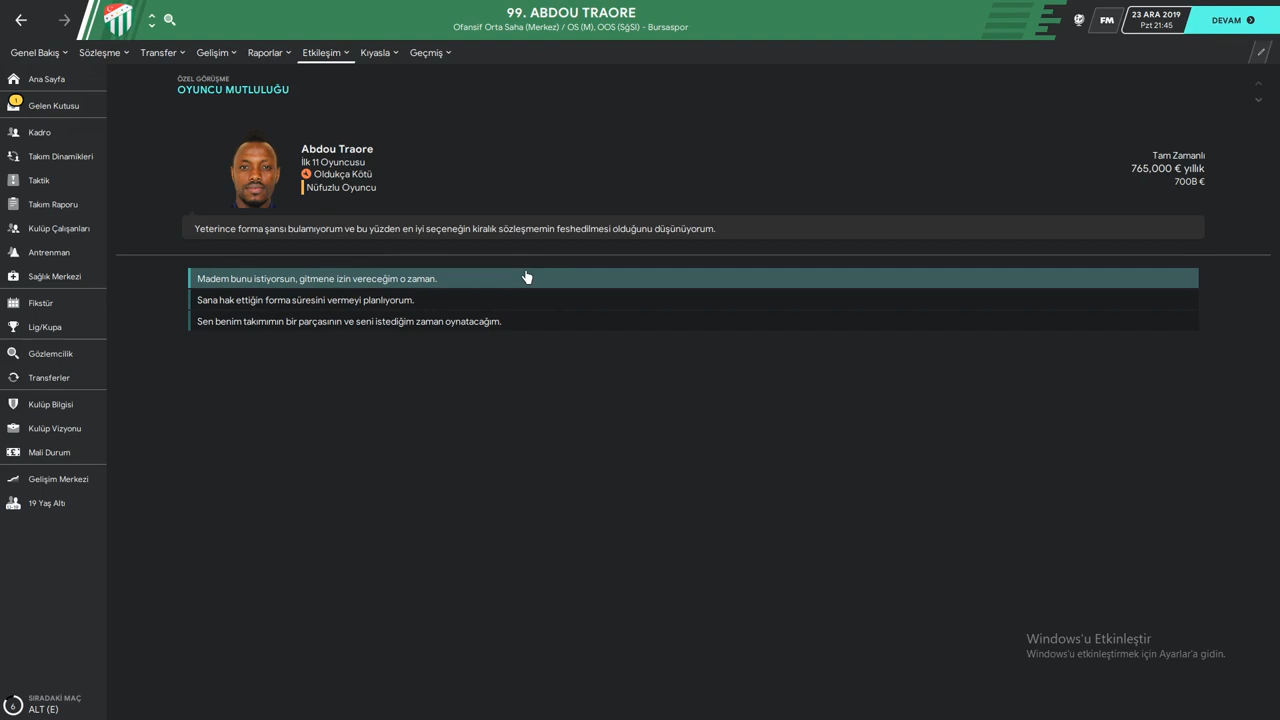 99. ABDOU TRAORE
Ofansif Orta Saha (Merkez) / OS (M), OOS (SğSl) - Bursaspor
FM
23 ARA 2019
Pzt 21:45
DEVAM
Genel Bakış
Sözleşme
Transfer
Gelişim
Raporlar
Etkileşim
Kıyasla
Geçmiş
Ana Sayfa
1
Gelen Kutusu
Kadro
Takım Dinamikleri
Taktik
Takım Raporu
Kulüp Çalışanları
Antrenman
Sağlık Merkezi
Fikstür
Lig/Kupa
Gözlemcilik
Transferler
Kulüp Bilgisi
Kulüp Vizyonu
Mali Durum
Gelişim Merkezi
19 Yaş Altı
6
SIRADAKİ MAÇ
ALT (E)
ÖZEL GÖRÜŞME
OYUNCU MUTLULUĞU
Abdou Traore
İlk 11 Oyuncusu
Oldukça Kötü
Nüfuzlu Oyuncu
Tam Zamanlı
765,000 € yıllık
700B €
Yeterince forma şansı bulamıyorum ve bu yüzden en iyi seçeneğin kiralık sözleşmemin feshedilmesi olduğunu düşünüyorum.
Madem bunu istiyorsun, gitmene izin vereceğim o zaman.
Sana hak ettiğin forma süresini vermeyi planlıyorum.
Sen benim takımımın bir parçasının ve seni istediğim zaman oynatacağım.
Windows'u Etkinleştir
Windows'u etkinleştirmek için Ayarlar'a gidin.